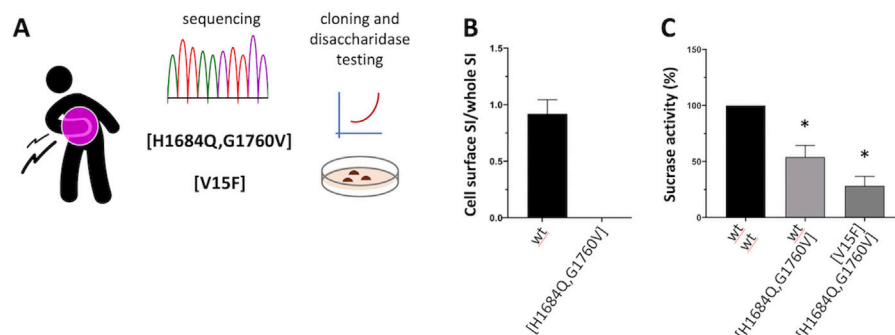 A
sequencing
cloning and
disaccharidase
testing
[H1684Q,G1760V]
[V15F]
B
Cell surface SI/whole SI
1.5
1.0
0.5
0.0
wt
[H1684Q,G1760V]
C
Sucrase activity (%)
150
100
50
0
*
*
wt
wt
wt
[H1684Q,G1760V]
[V15F]
[H1684Q,G1760V]